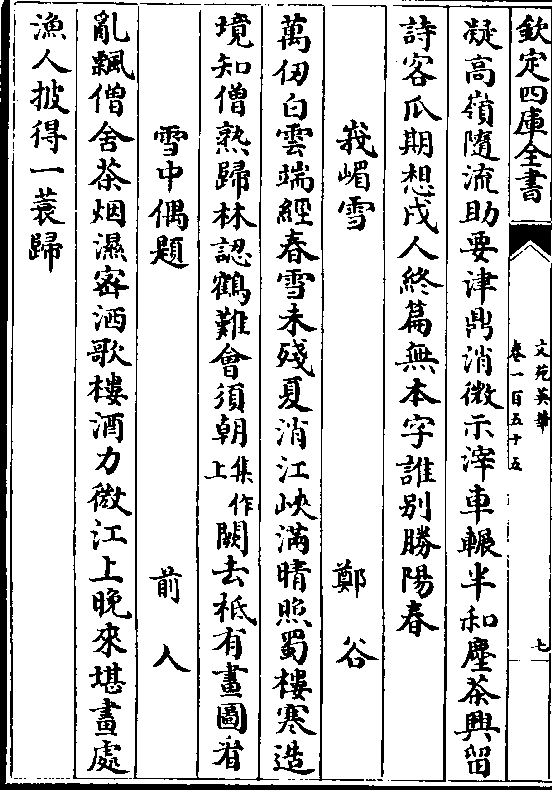 欽定四庫全書
文苑英華
卷一百五十五
七
凝高嶺隨流助要津鼎消微示滓車輾半和塵茶興留
詩客瓜期想戍人終篇無本字誰别勝陽春
峩嵋雪 鄭谷
萬仞白雲端經春雪未殘夏消江峽滿晴照蜀樓寒造
境知僧熟歸林認鶴難會須朝集作上闕去祗有畫圖看
雪中偶題 前人
亂飄僧舍茶烟濕密洒歌樓酒力微江上晚來堪畫處
漁人披得一蓑歸